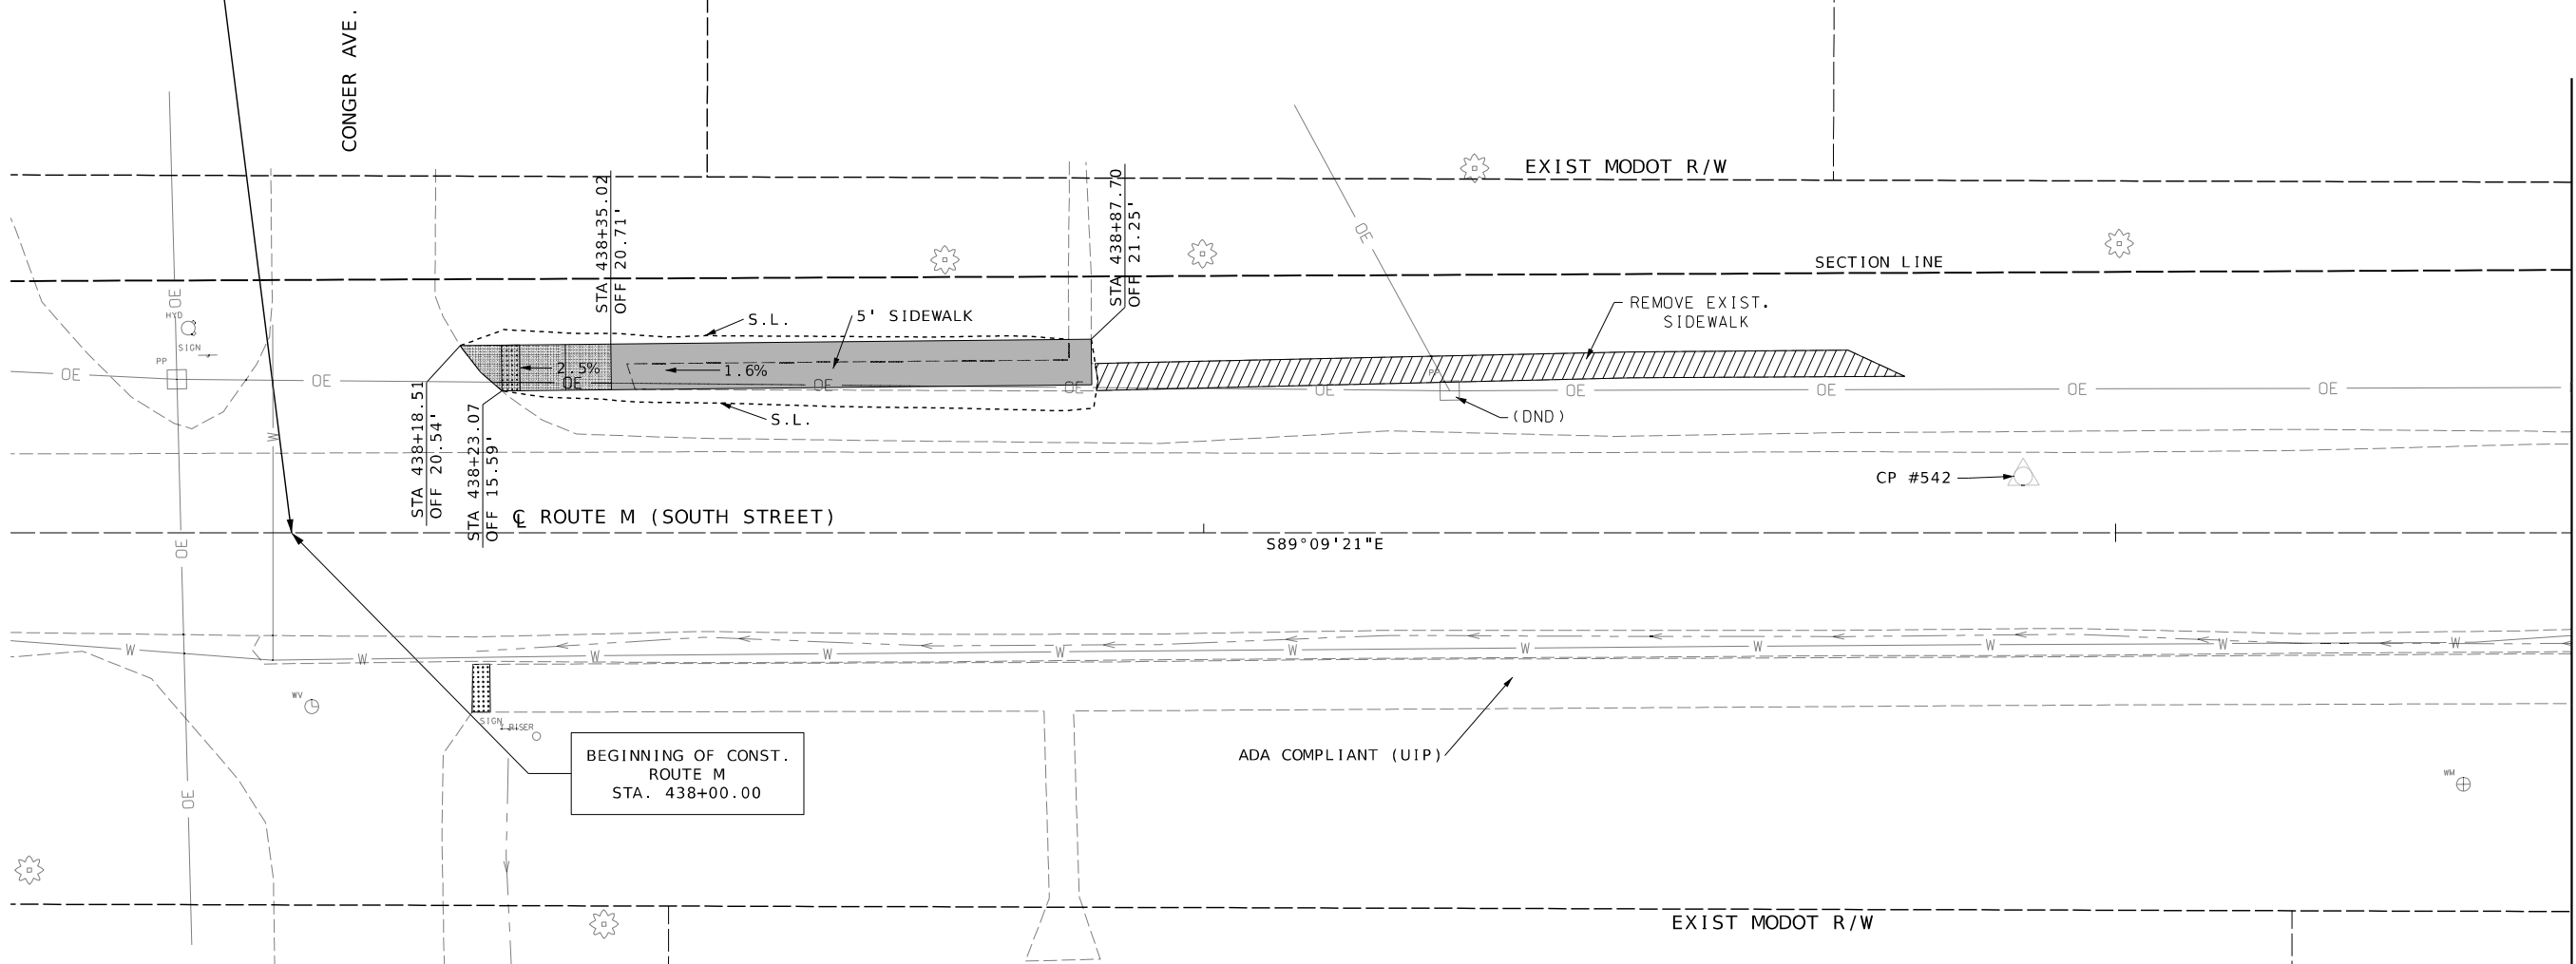 CONGER AVE.
EXIST MODOT R/W
STA 438+35.02
OFF 20.71'
STA 438+87.70
OFF 21.25'
OE
SECTION LINE
OE
HYD
SIGN
PP
S.L.
5' SIDEWALK
REMOVE EXIST.
SIDEWALK
2.5%
1.6%
PP
OE
OE
OE
OE
OE
OE
OE
OE
OE
OE
(DND)
S.L.
W
STA 438+18.51
OFF 20.54'
STA 438+23.07
OFF 15.59'
CP #542
℄ ROUTE M (SOUTH STREET)
S89°09'21"E
OE
W
W
W
W
W
W
W
W
W
W
W
WV
SIGN
T RISER
BEGINNING OF CONST.
ROUTE M
STA. 438+00.00
ADA COMPLIANT (UIP)
OE
WM
EXIST MODOT R/W